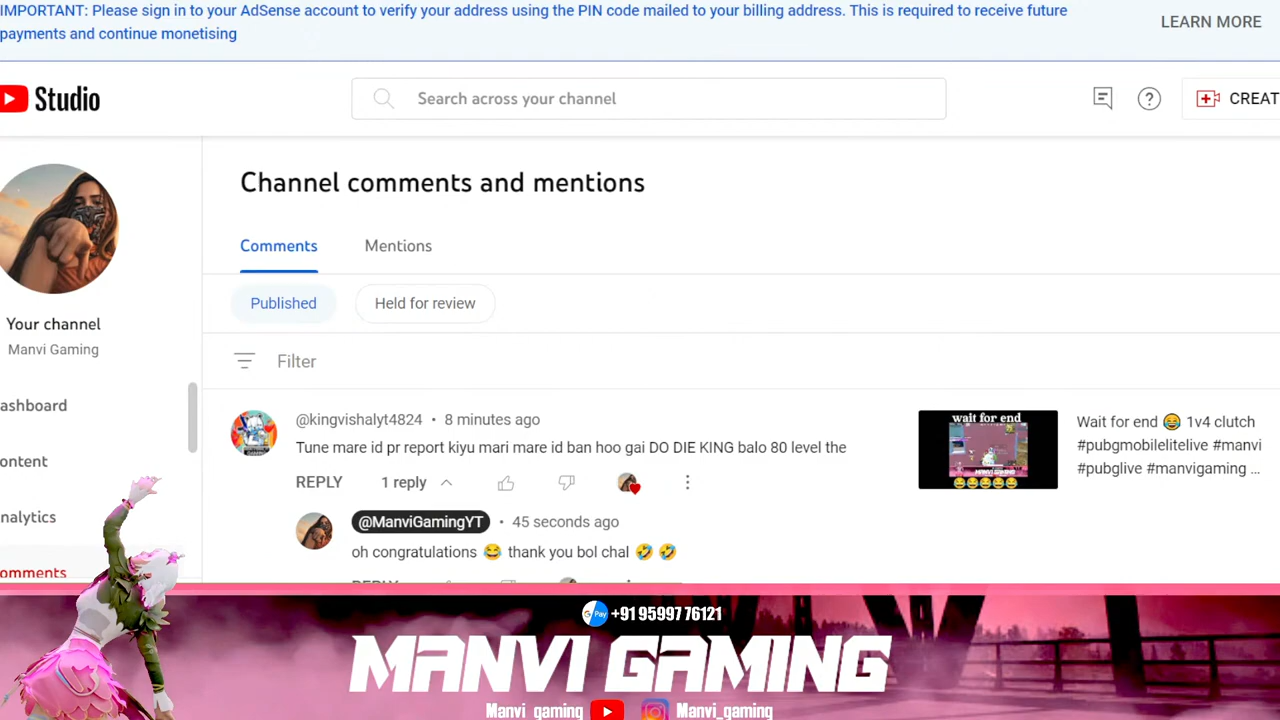 IMPORTANT: Please sign in to your AdSense account to verify your address using the PIN code mailed to your billing address. This is required to receive future
payments and continue monetising
LEARN MORE
Studio
Search across your channel
CREAT
Channel comments and mentions
Comments
Mentions
Published
Held for review
Your channel
Manvi Gaming
Filter
ashboard
ontent
nalytics
omments
@kingvishalyt4824 • 8 minutes ago
Tune mare id pr report kiyu mari mare id ban hoo gai DO DIE KING balo 80 level the
REPLY
1 reply
wait for end
Wait for end 😂 1v4 clutch
#pubgmobilelitelive #manvi
#pubglive #manvigaming ...
@ManviGamingYT • 45 seconds ago
oh congratulations 😂 thank you bol chal 🤣 🤣
REPLY
G Pay +91 95997 76121
MANVI GAMING
Manvi_gaming
Manvi_gaming